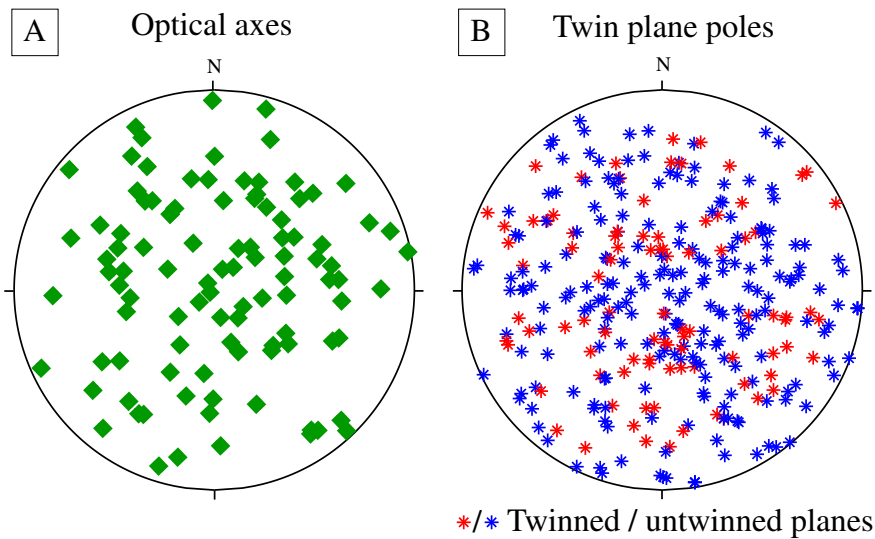 A
Optical axes
N
B
Twin plane poles
N
*/* Twinned / untwinned planes